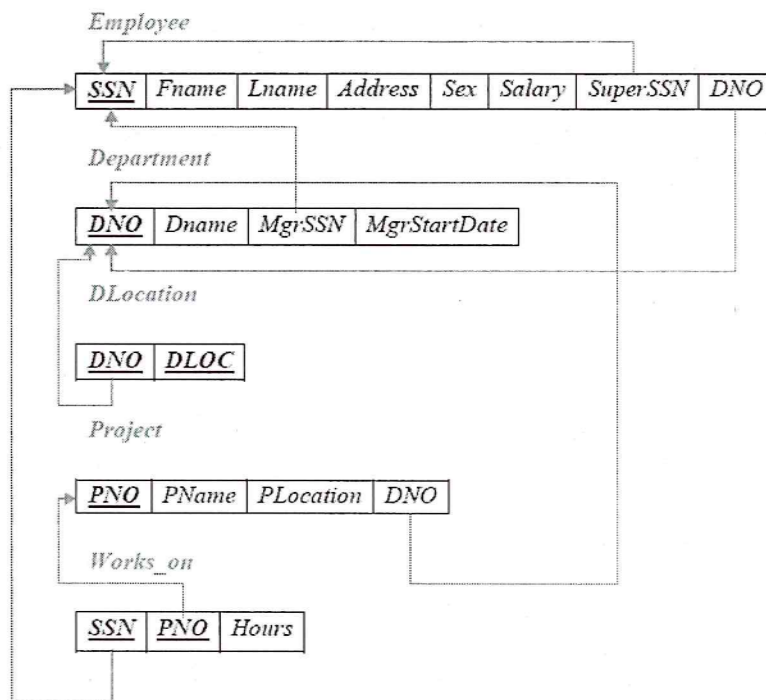 Employee
SSN Fname Lname Address Sex Salary SuperSSN DNO
Department
DNO Dname MgrSSN MgrStartDate
DLocation
DNO DLOC
Project
PNO PName PLocation DNO
Works_on
SSN PNO Hours